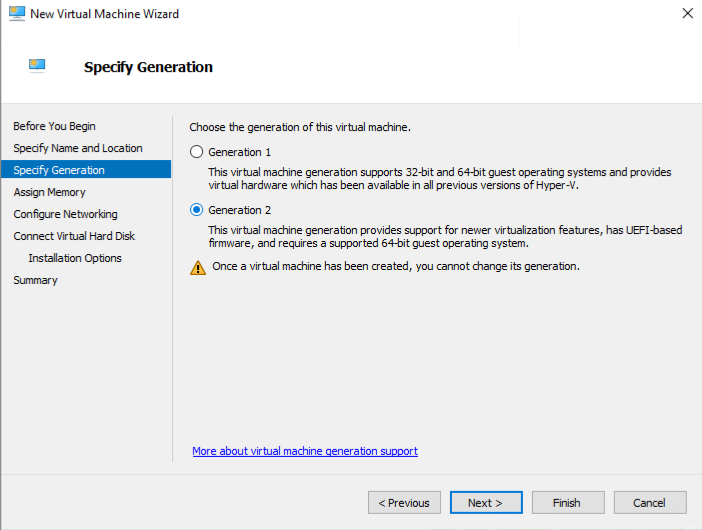 New Virtual Machine Wizard
Specify Generation
Before You Begin
Specify Name and Location
Specify Generation
Assign Memory
Configure Networking
Connect Virtual Hard Disk
Installation Options
Summary
Choose the generation of this virtual machine.
Generation 1
This virtual machine generation supports 32-bit and 64-bit guest operating systems and provides
virtual hardware which has been available in all previous versions of Hyper-V.
Generation 2
This virtual machine generation provides support for newer virtualization features, has UEFI-based
firmware, and requires a supported 64-bit guest operating system.
Once a virtual machine has been created, you cannot change its generation.
More about virtual machine generation support
< Previous
Next >
Finish
Cancel